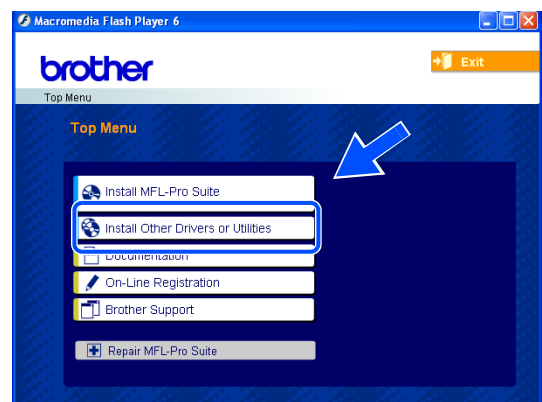 Macromedia Flash Player 6
brother
Exit
Top Menu
Top Menu
Install MFL-Pro Suite
Install Other Drivers or Utilities
Documentation
On-Line Registration
Brother Support
Repair MFL-Pro Suite